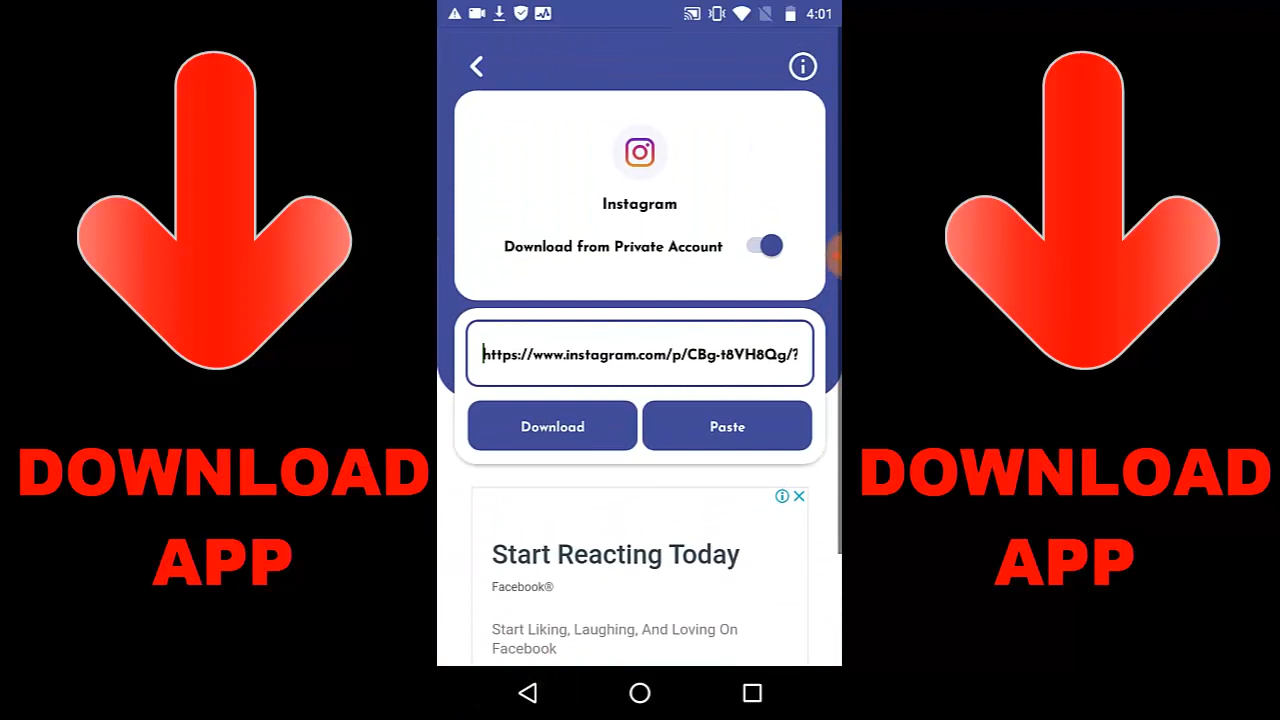 4:01
Instagram
Download from Private Account
https://www.instagram.com/p/CBg-t8VH8Qg/?
Download Paste
DOWNLOAD
APP
DOWNLOAD
APP
Start Reacting Today
Facebook®
Start Liking, Laughing, And Loving On
Facebook